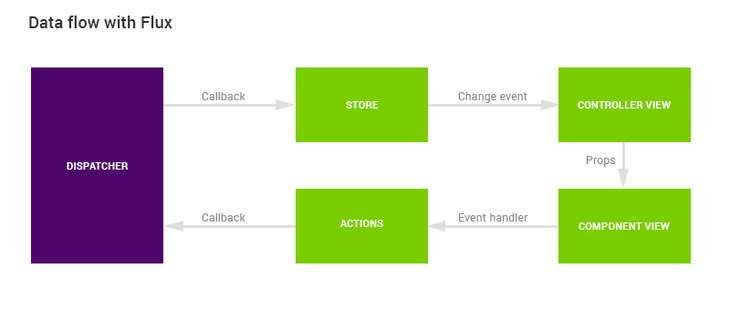 Data flow with Flux
Callback
Change event
STORE
CONTROLLER VIEW
DISPATCHER
Props
Callback
ACTIONS
Event handler
COMPONENT VIEW